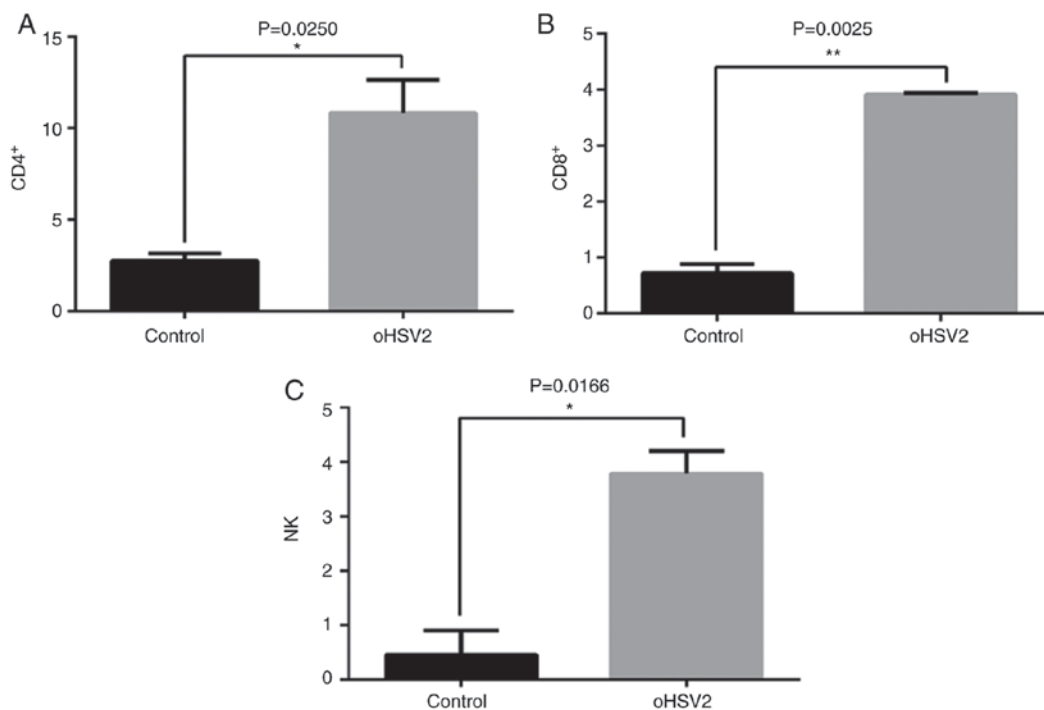 A
P=0.0250
*
15
10
5
0
CD4+
Control
oHSV2
B
P=0.0025
**
5
4
3
2
1
0
CD8+
Control
oHSV2
C
P=0.0166
*
5
4
3
2
1
0
NK
Control
oHSV2